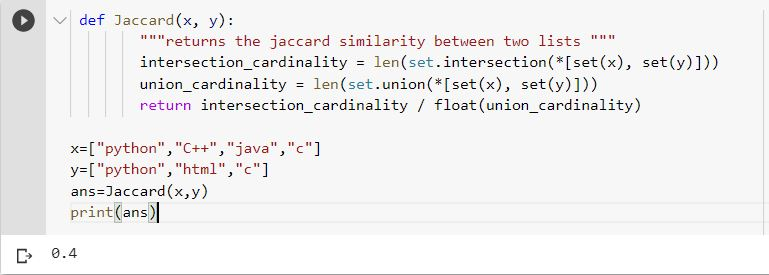 def Jaccard(x, y):
"""returns the jaccard similarity between two lists """
intersection_cardinality = len(set.intersection(*[set(x), set(y)]))
union_cardinality = len(set.union(*[set(x), set(y)]))
return intersection_cardinality / float(union_cardinality)
x=["python","C++","java","c"]
y=["python","html","c"]
ans=Jaccard(x,y)
print(ans)
0.4